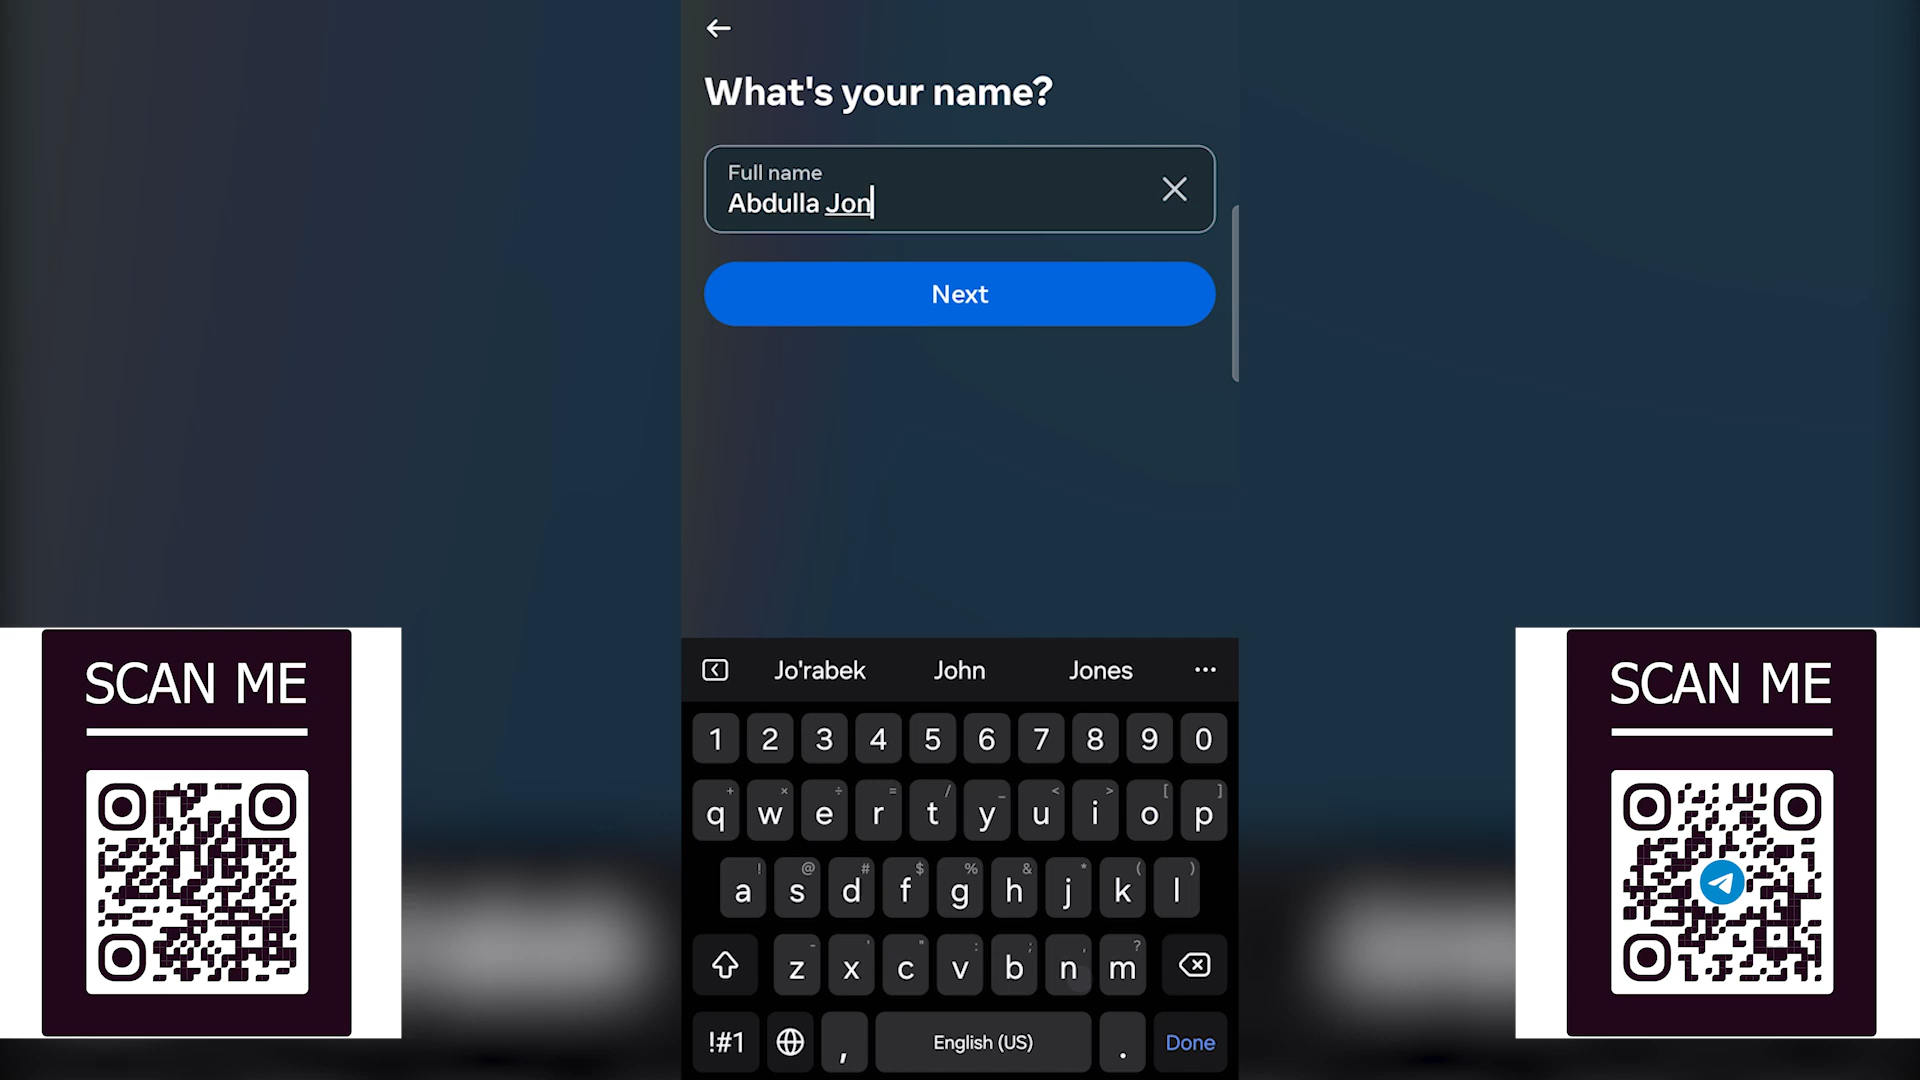 What's your name?
Full name
Abdulla Jon
Next
SCAN ME
SCAN ME
Jo'rabek John Jones ...
1 2 3 4 5 6 7 8 9 0
+ × ÷ = / _ < > [ ]
q w e r t y u i o p
! @ # $ % & * ( )
a s d f g h j k l
- ' " : ; , ?
z x c v b n m
!#1 , English (US) . Done